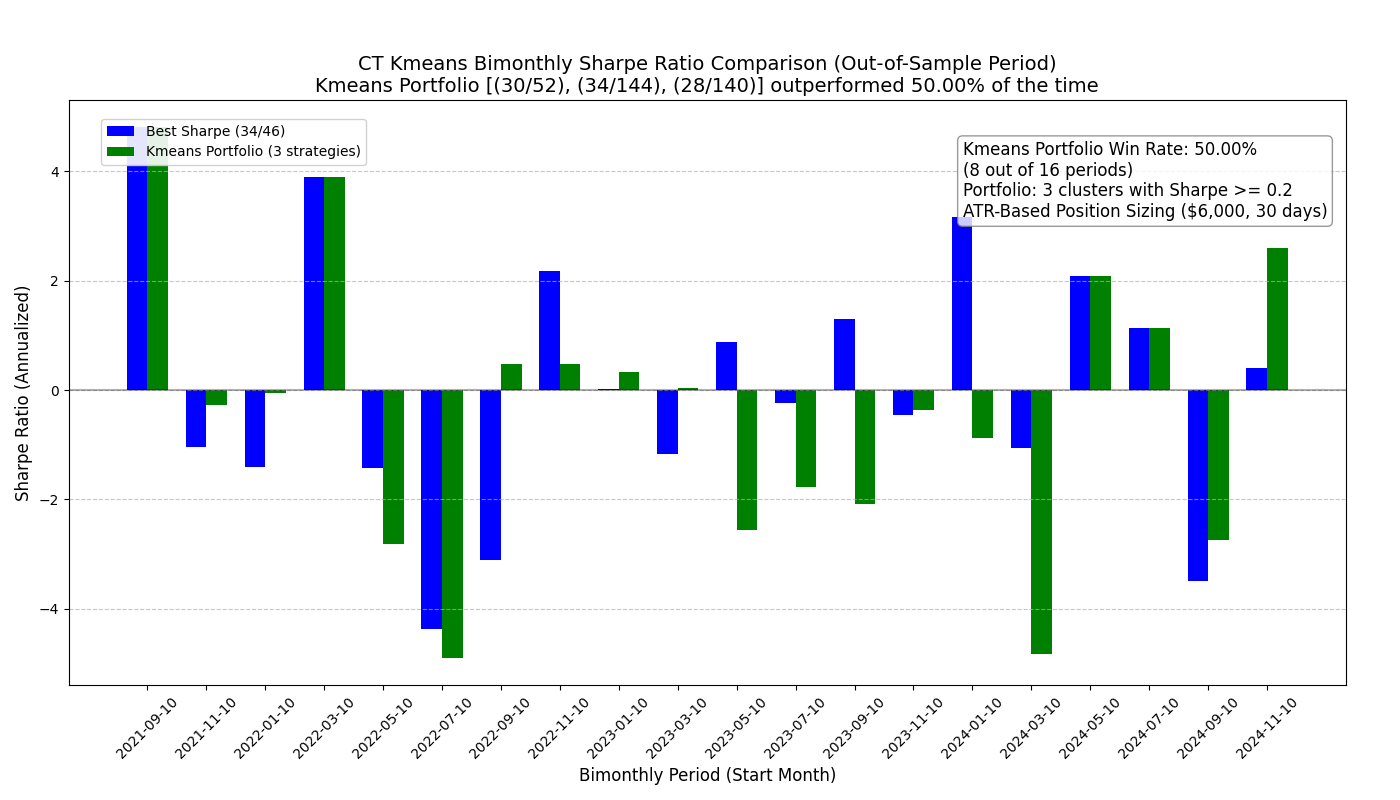 CT Kmeans Bimonthly Sharpe Ratio Comparison (Out-of-Sample Period)
Kmeans Portfolio [(30/52), (34/144), (28/140)] outperformed 50.00% of the time
Best Sharpe (34/46)
Kmeans Portfolio (3 strategies)
Kmeans Portfolio Win Rate: 50.00%
(8 out of 16 periods)
Portfolio: 3 clusters with Sharpe >= 0.2
ATR-Based Position Sizing ($6,000, 30 days)
Sharpe Ratio (Annualized)
4
2
0
−2
−4
2021-09-10
2021-11-10
2022-01-10
2022-03-10
2022-05-10
2022-07-10
2022-09-10
2022-11-10
2023-01-10
2023-03-10
2023-05-10
2023-07-10
2023-09-10
2023-11-10
2024-01-10
2024-03-10
2024-05-10
2024-07-10
2024-09-10
2024-11-10
Bimonthly Period (Start Month)